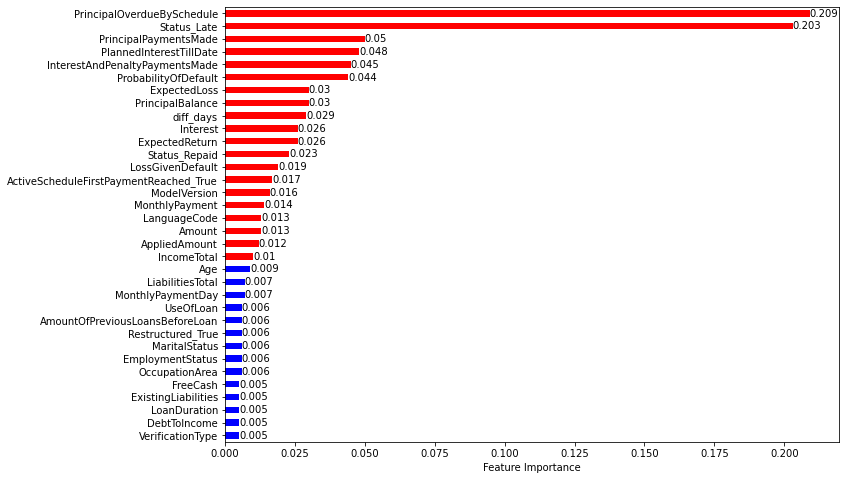 PrincipalOverdueBySchedule 0.209
Status_Late 0.203
PrincipalPaymentsMade 0.05
PlannedInterestTillDate 0.048
InterestAndPenaltyPaymentsMade 0.045
ProbabilityOfDefault 0.044
ExpectedLoss 0.03
PrincipalBalance 0.03
diff_days 0.029
Interest 0.026
ExpectedReturn 0.026
Status_Repaid 0.023
LossGivenDefault 0.019
ActiveScheduleFirstPaymentReached_True 0.017
ModelVersion 0.016
MonthlyPayment 0.014
LanguageCode 0.013
Amount 0.013
AppliedAmount 0.012
IncomeTotal 0.01
Age 0.009
LiabilitiesTotal 0.007
MonthlyPaymentDay 0.007
UseOfLoan 0.006
AmountOfPreviousLoansBeforeLoan 0.006
Restructured_True 0.006
MaritalStatus 0.006
EmploymentStatus 0.006
OccupationArea 0.006
FreeCash 0.005
ExistingLiabilities 0.005
LoanDuration 0.005
DebtToIncome 0.005
VerificationType 0.005
0.000 0.025 0.050 0.075 0.100 0.125 0.150 0.175 0.200
Feature Importance